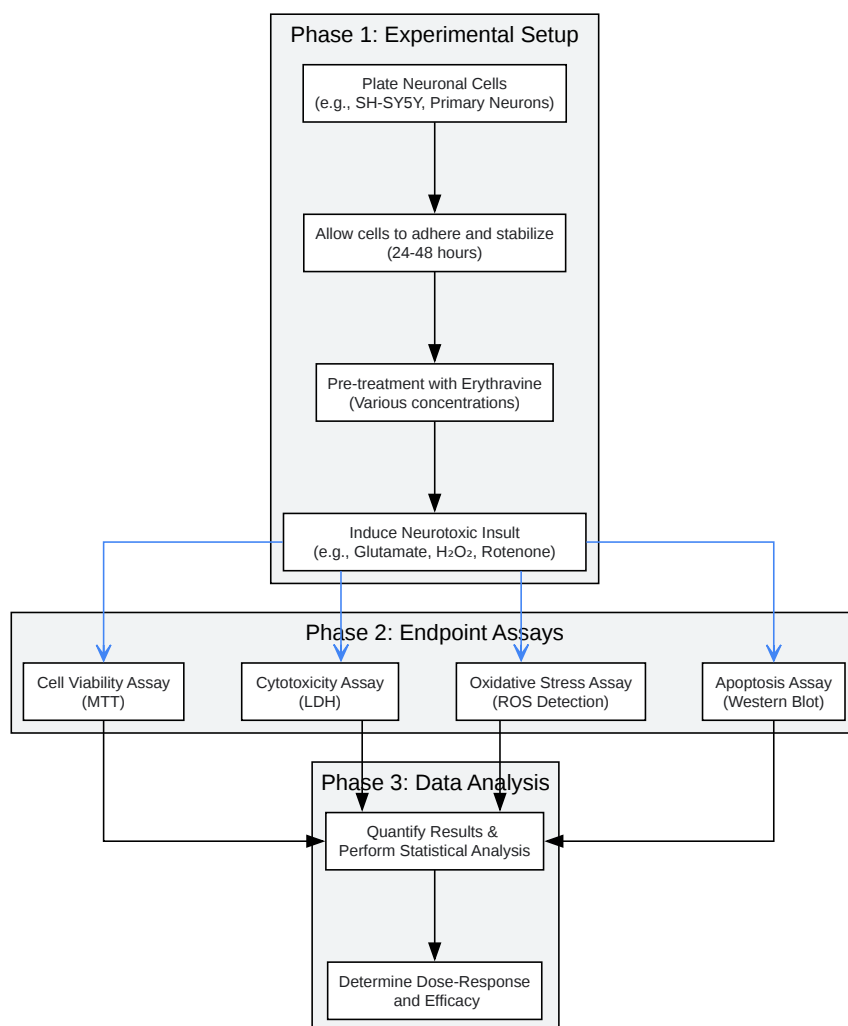 Phase 1: Experimental Setup
Plate Neuronal Cells
(e.g., SH-SY5Y, Primary Neurons)
Allow cells to adhere and stabilize
(24-48 hours)
Pre-treatment with Erythravine
(Various concentrations)
Induce Neurotoxic Insult
(e.g., Glutamate, H₂O₂, Rotenone)
Phase 2: Endpoint Assays
Cell Viability Assay
(MTT)
Cytotoxicity Assay
(LDH)
Oxidative Stress Assay
(ROS Detection)
Apoptosis Assay
(Western Blot)
Phase 3: Data Analysis
Quantify Results &
Perform Statistical Analysis
Determine Dose-Response
and Efficacy